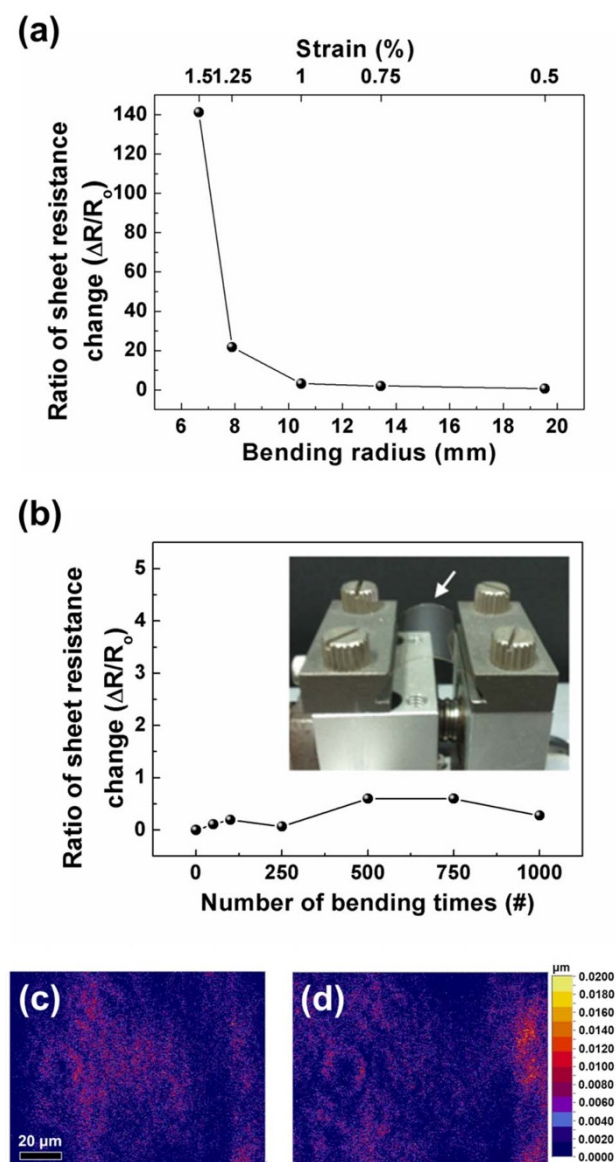 (a)
Strain (%)
1.51.25 1 0.75 0.5
140
120
100
80
60
40
20
0
Ratio of sheet resistance
change (ΔR/Ro)
6 8 10 12 14 16 18 20
Bending radius (mm)
(b)
5
4
3
2
1
0
Ratio of sheet resistance
change (ΔR/Ro)
0 250 500 750 1000
Number of bending times (#)
(c)
20 μm
(d)
μm
0.0200
0.0180
0.0160
0.0140
0.0120
0.0100
0.0080
0.0060
0.0040
0.0020
0.0000